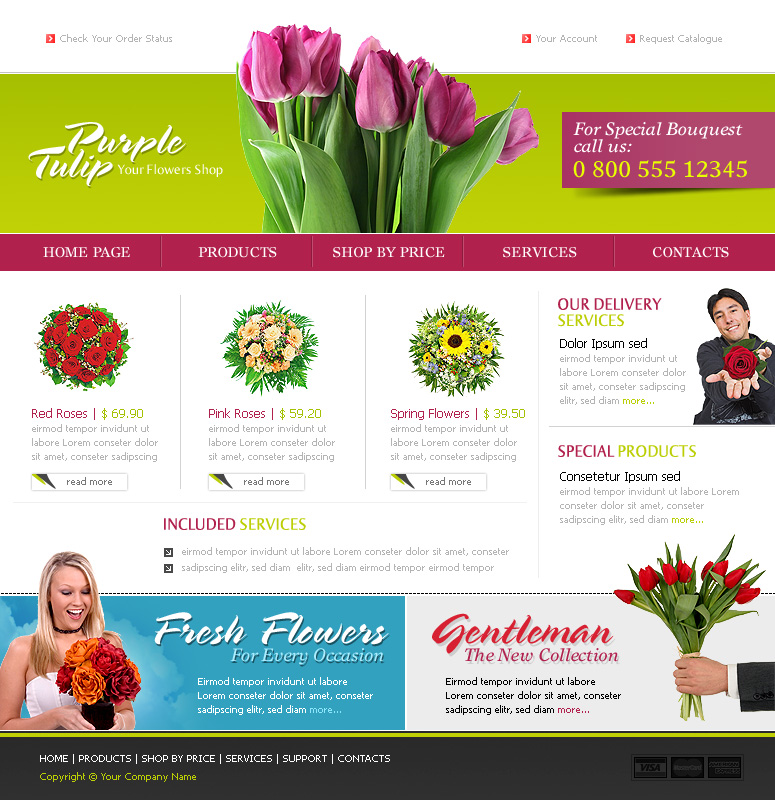 Check Your Order Status
Your Account
Request Catalogue
Purple
Tulip Your Flowers Shop
For Special Bouquest
call us:
0 800 555 12345
HOME PAGE
PRODUCTS
SHOP BY PRICE
SERVICES
CONTACTS
Red Roses | $ 69.90
eirmod tempor invidunt ut
labore Lorem conseter dolor
sit amet, conseter sadipscing
read more
Pink Roses | $ 59.20
eirmod tempor invidunt ut
labore Lorem conseter dolor
sit amet, conseter sadipscing
read more
Spring Flowers | $ 39.50
eirmod tempor invidunt ut
labore Lorem conseter dolor
sit amet, conseter sadipscing
read more
OUR DELIVERY
SERVICES
Dolor Ipsum sed
eirmod tempor invidunt ut
labore Lorem conseter dolor
sit amet, conseter sadipscing
elitr, sed diam more...
SPECIAL PRODUCTS
Consetetur Ipsum sed
eirmod tempor invidunt ut labore Lorem
conseter dolor sit amet, conseter sadipscing
elitr, sed diam more...
INCLUDED SERVICES
eirmod tempor invidunt ut labore Lorem conseter dolor sit amet, conseter
sadipscing elitr, sed diam elitr, sed diam eirmod tempor eirmod tempor
Fresh Flowers
For Every Occasion
Eirmod tempor invidunt ut labore
Lorem conseter dolor sit amet, conseter
sadipscing elitr, sed diam more...
Gentleman
The New Collection
Eirmod tempor invidunt ut labore
Lorem conseter dolor sit amet, conseter
sadipscing elitr, sed diam more...
HOME | PRODUCTS | SHOP BY PRICE | SERVICES | SUPPORT | CONTACTS
Copyright © Your Company Name
VISA